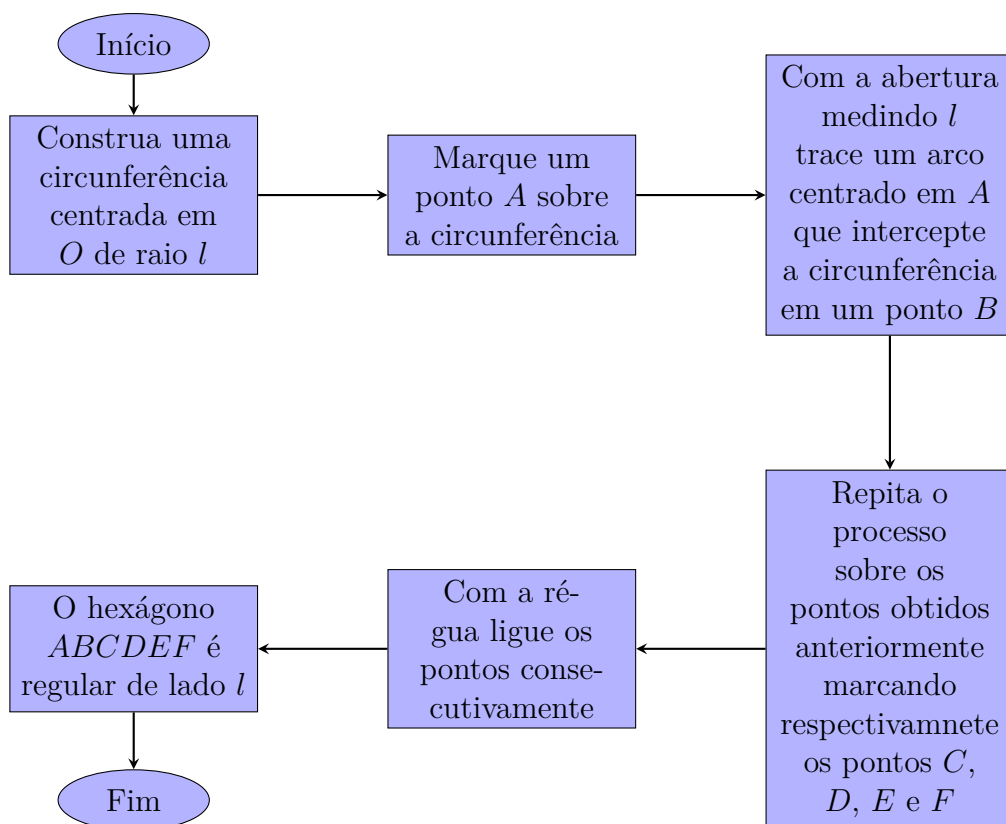 Início
Construa uma
circunferência
centrada em
O de raio l
Marque um
ponto A sobre
a circunferência
Com a abertura
medindo l
trace um arco
centrado em A
que intercepte
a circunferência
em um ponto B
Repita o
processo
sobre os
pontos obtidos
anteriormente
marcando
respectivamnete
os pontos C,
D, E e F
Com a ré-
gua ligue os
pontos conse-
cutivamente
O hexágono
ABCDEF é
regular de lado l
Fim